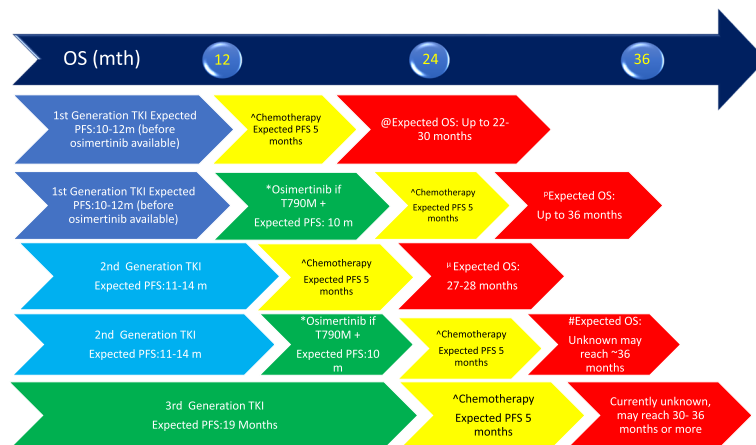 OS (mth) 12 24 36
1st Generation TKI Expected
PFS:10-12m (before
osimertinib available)
^Chemotherapy
Expected PFS 5
months
@Expected OS: Up to 22-
30 months
1st Generation TKI Expected
PFS:10-12m (before
osimertinib available)
*Osimertinib if
T790M +
Expected PFS: 10 m
^Chemotherapy
Expected PFS 5
months
ᵖExpected OS:
Up to 36 months
2nd Generation TKI
Expected PFS:11-14 m
^Chemotherapy
Expected PFS 5
months
ᵘExpected OS:
27-28 months
2nd Generation TKI
Expected PFS:11-14 m
*Osimertinib if
T790M +
Expected PFS:10
m
^Chemotherapy
Expected PFS 5
months
#Expected OS:
Unknown may
reach ~36
months
3rd Generation TKI
Expected PFS:19 Months
^Chemotherapy
Expected PFS 5
months
Currently unknown,
may reach 30- 36
months or more